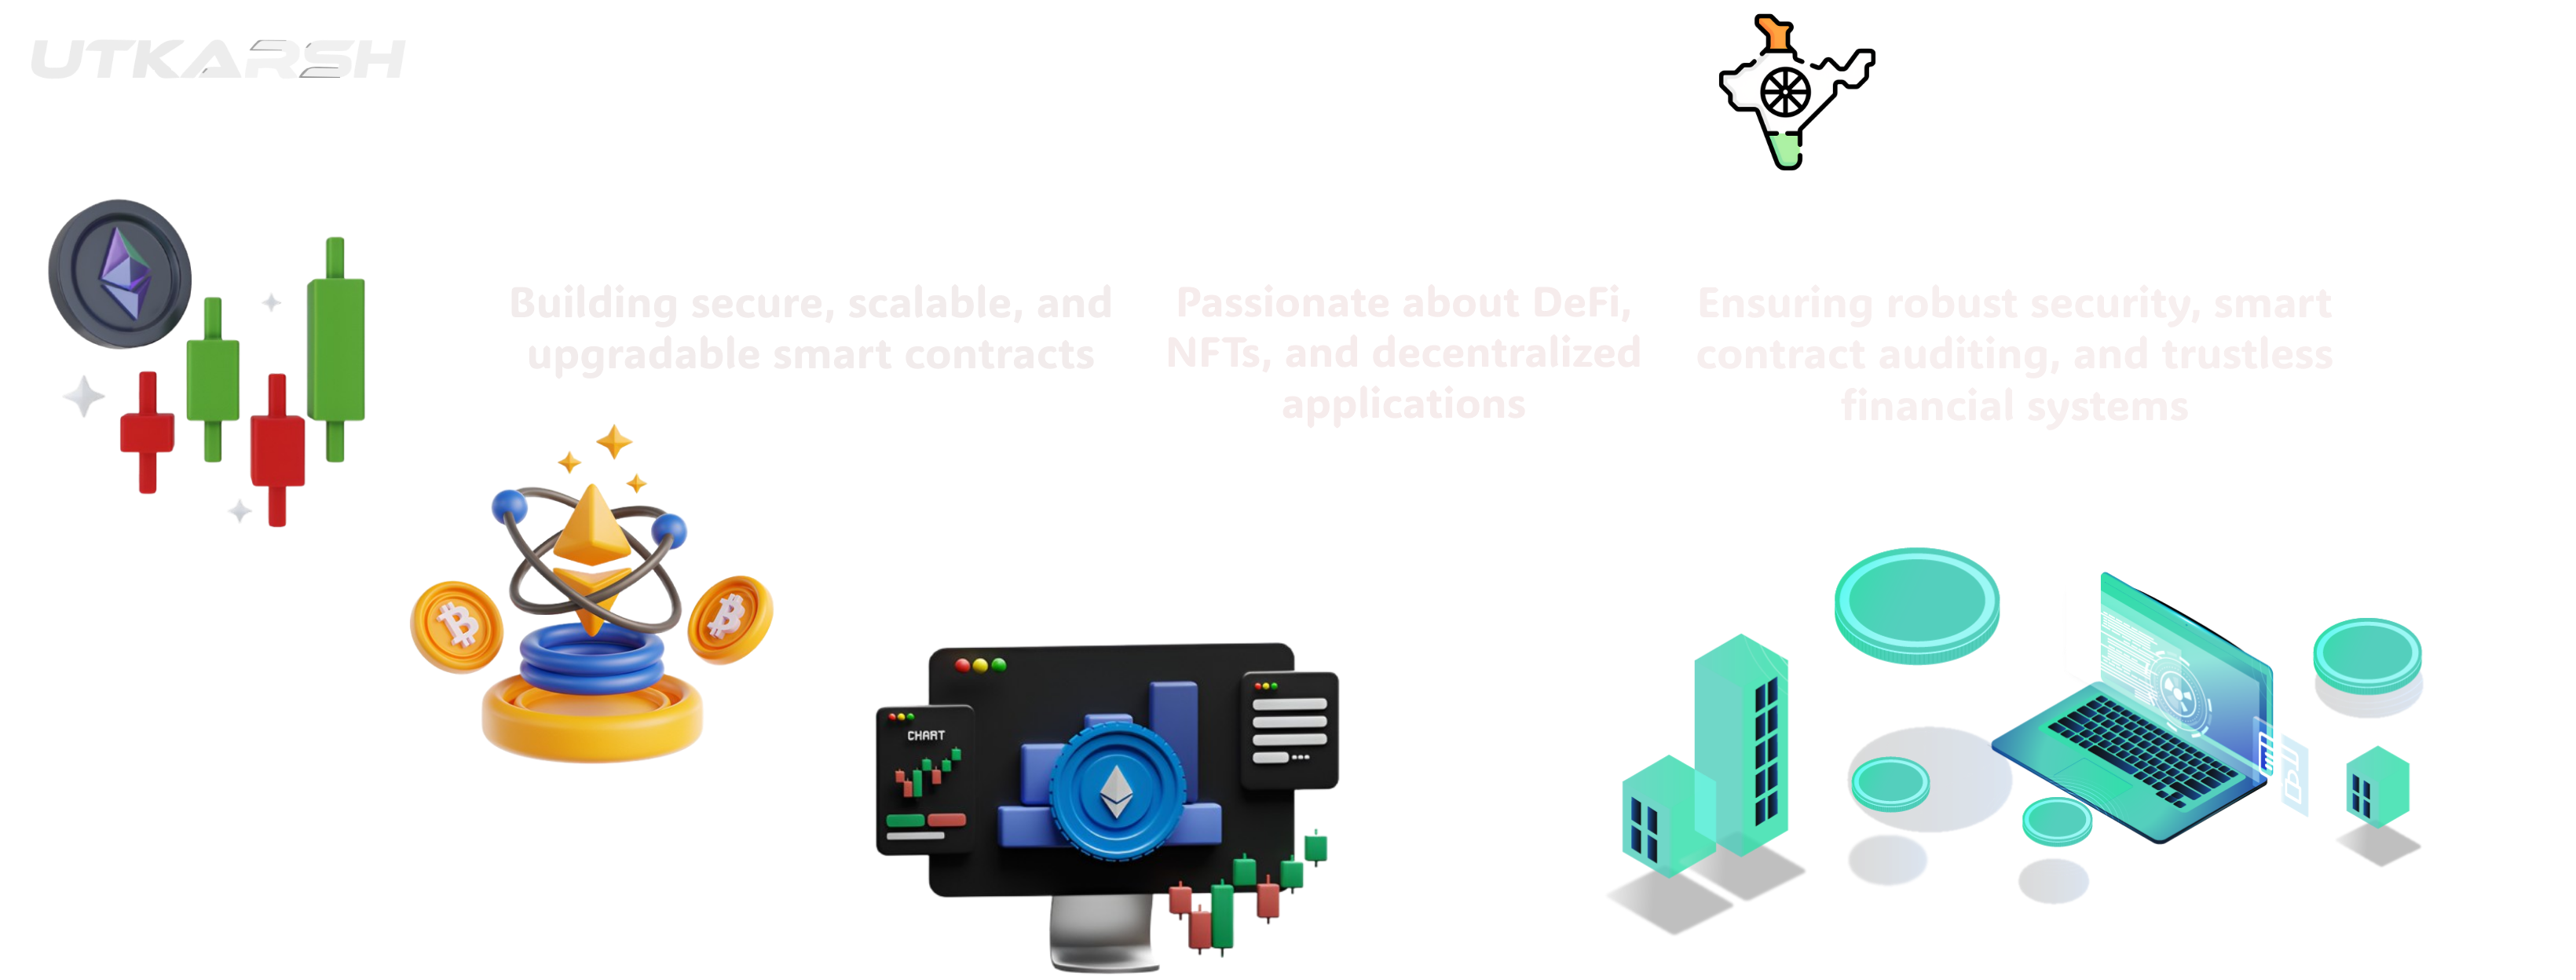 UTKARSH
Building secure, scalable, and
upgradable smart contracts
Passionate about DeFi,
NFTs, and decentralized
applications
Ensuring robust security, smart
contract auditing, and trustless
financial systems
CHART